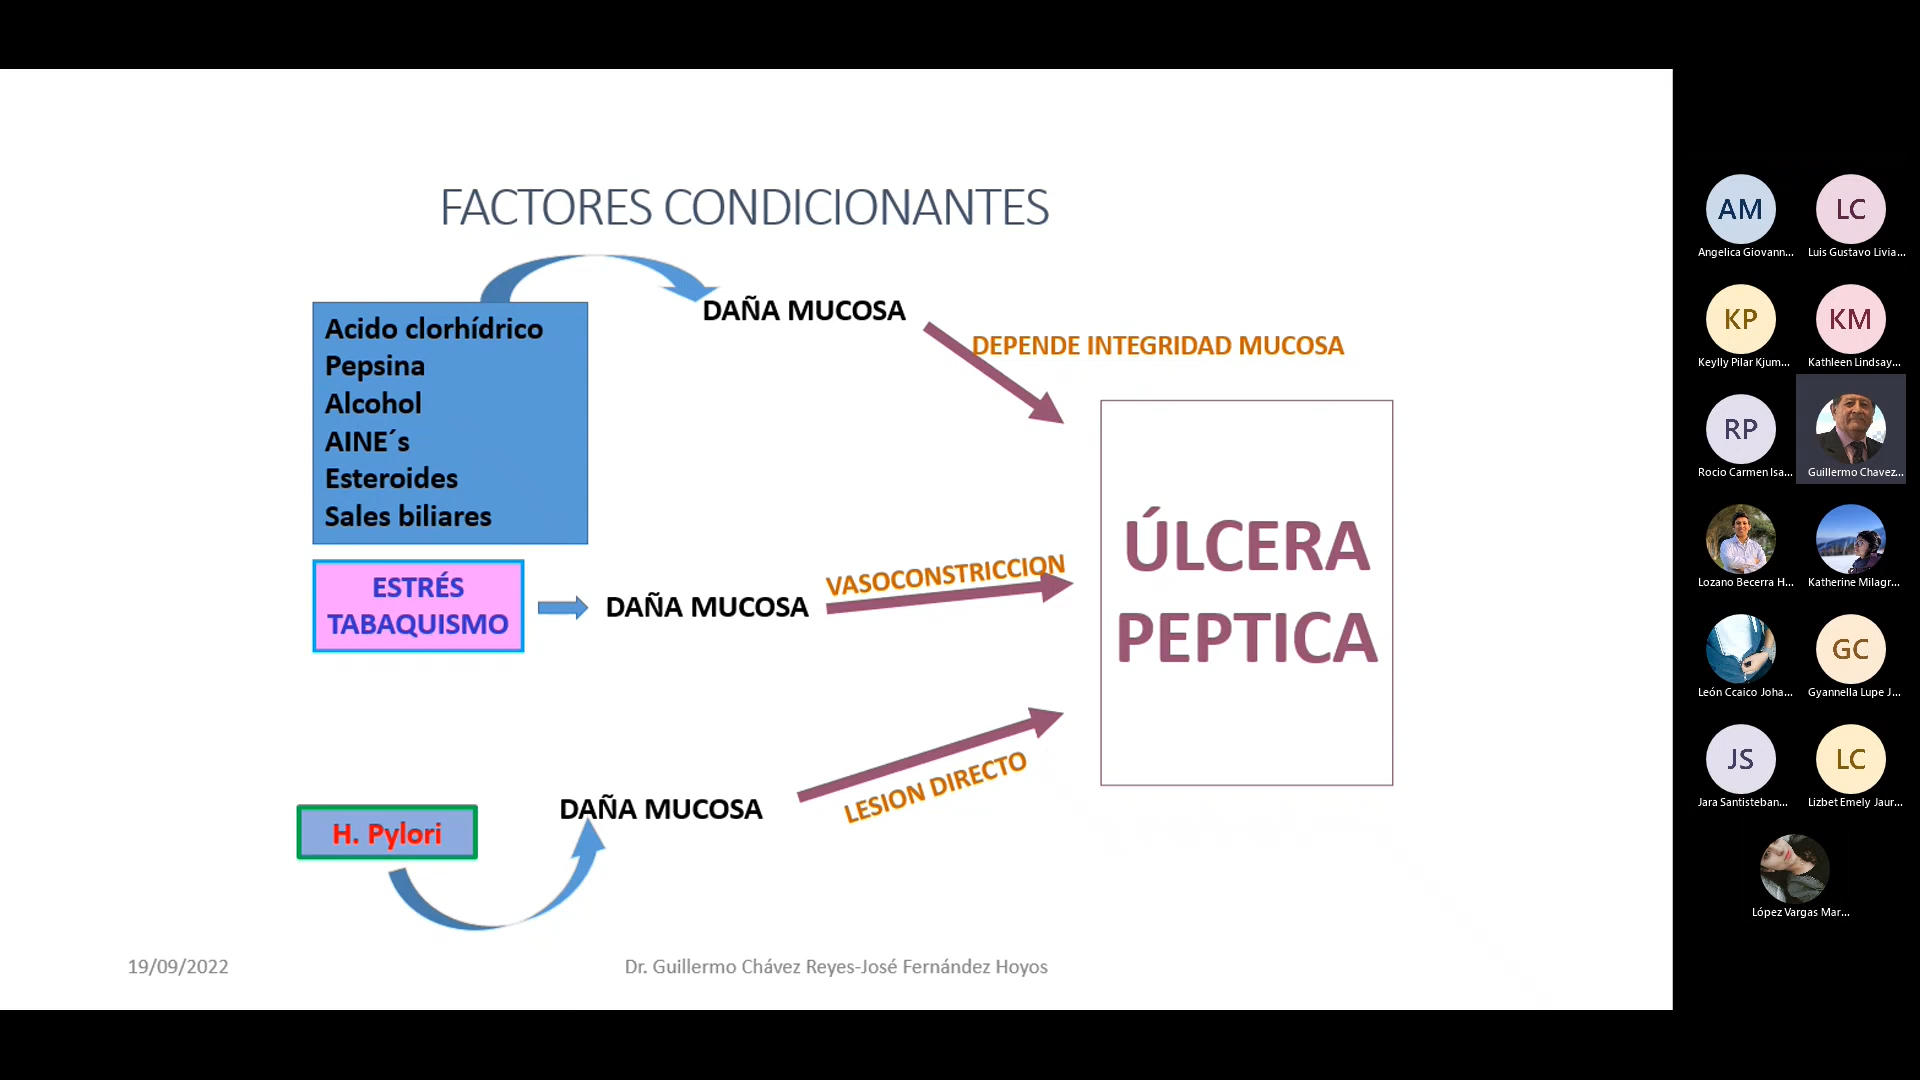 FACTORES CONDICIONANTES
Acido clorhídrico
Pepsina
Alcohol
AINE´s
Esteroides
Sales biliares
DAÑA MUCOSA
DEPENDE INTEGRIDAD MUCOSA
ESTRÉS
TABAQUISMO
DAÑA MUCOSA
VASOCONSTRICCION
ÚLCERA
PEPTICA
H. Pylori
DAÑA MUCOSA
LESION DIRECTO
19/09/2022
Dr. Guillermo Chávez Reyes-José Fernández Hoyos
AM
Angelica Giovann...
LC
Luis Gustavo Livia...
KP
Keylly Pilar Kjum...
KM
Kathleen Lindsay...
RP
Rocio Carmen Isa...
Guillermo Chavez...
Lozano Becerra H...
Katherine Milagr...
León Ccaico Joha...
GC
Gyannella Lupe J...
JS
Jara Santisteban...
LC
Lizbet Emely Jaur...
López Vargas Mar...